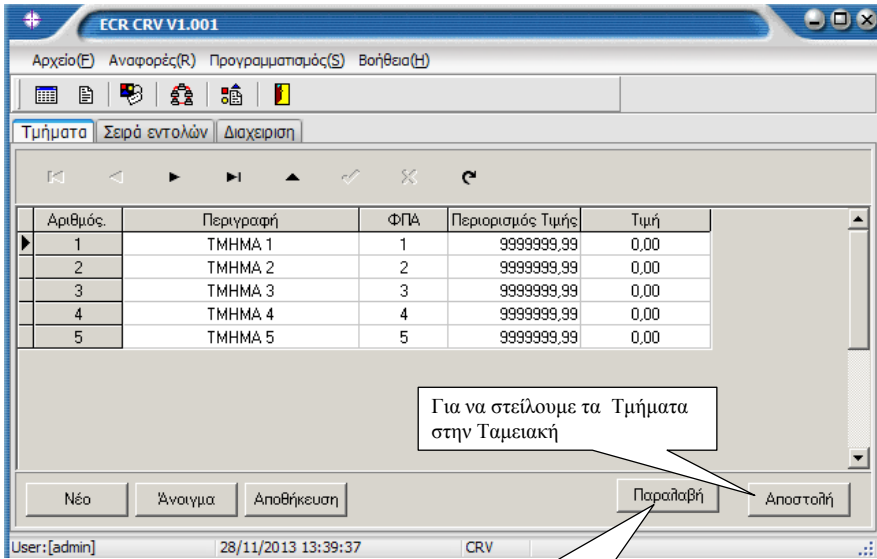 ECR CRV V1.001
Αρχείο(F) Αναφορές(R) Προγραμματισμός(S) Βοήθεια(H)
Τμήματα Σειρά εντολών Διαχειριση
Αριθμός. Περιγραφή ΦΠΑ Περιορισμός Τιμής Τιμή
1 ΤΜΗΜΑ 1 1 9999999,99 0,00
2 ΤΜΗΜΑ 2 2 9999999,99 0,00
3 ΤΜΗΜΑ 3 3 9999999,99 0,00
4 ΤΜΗΜΑ 4 4 9999999,99 0,00
5 ΤΜΗΜΑ 5 5 9999999,99 0,00
Για να στείλουμε τα Τμήματα
στην Ταμειακή
Νέο Άνοιγμα Αποθήκευση Παραλαβή Αποστολή
User:[admin] 28/11/2013 13:39:37 CRV